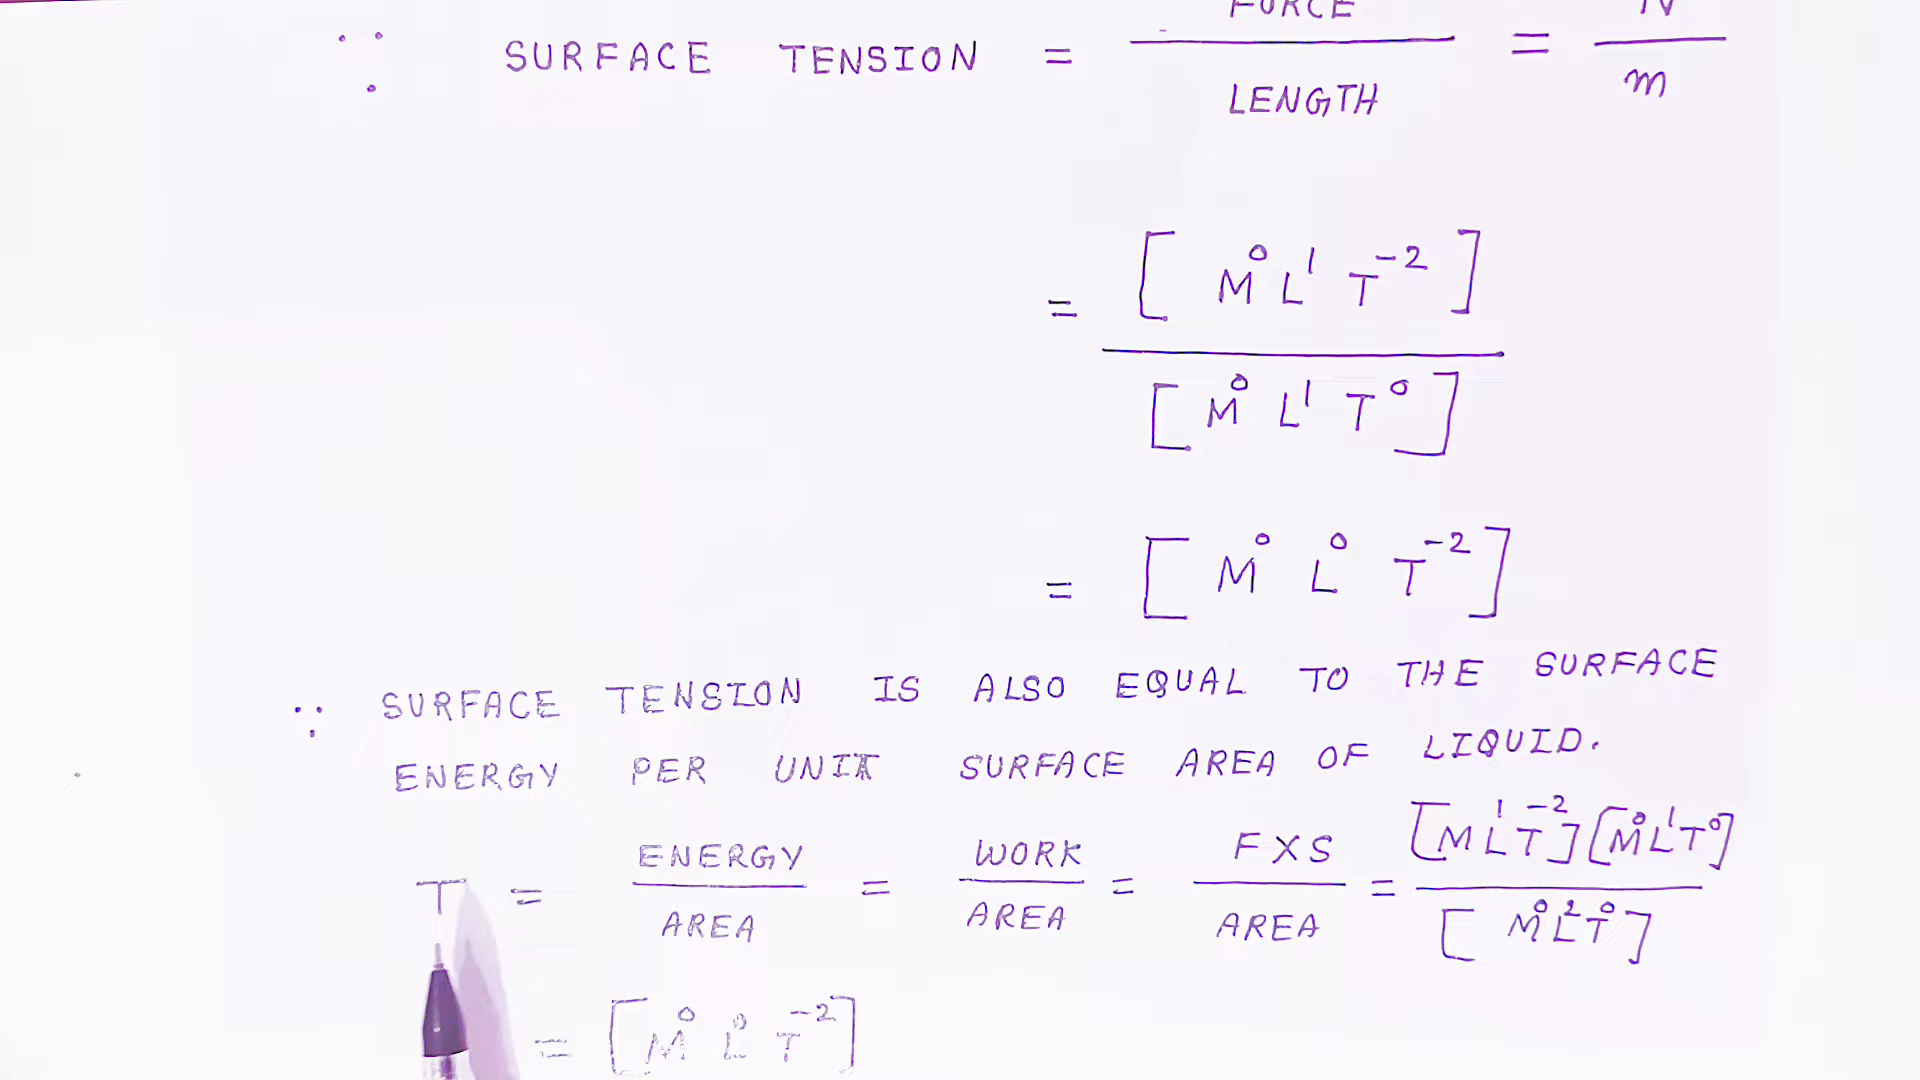 ∵ SURFACE TENSION = FORCE / LENGTH = N / m
= [ M⁰ L¹ T⁻² ] / [ M⁰ L¹ T⁰ ]
= [ M⁰ L⁰ T⁻² ]
∵ SURFACE TENSION IS ALSO EQUAL TO THE SURFACE
ENERGY PER UNIT SURFACE AREA OF LIQUID.
T = ENERGY / AREA = WORK / AREA = F X S / AREA = [M L¹ T⁻²] [M⁰ L¹ T⁰] / [ M⁰ L² T⁰ ]
= [M⁰ L⁰ T⁻²]